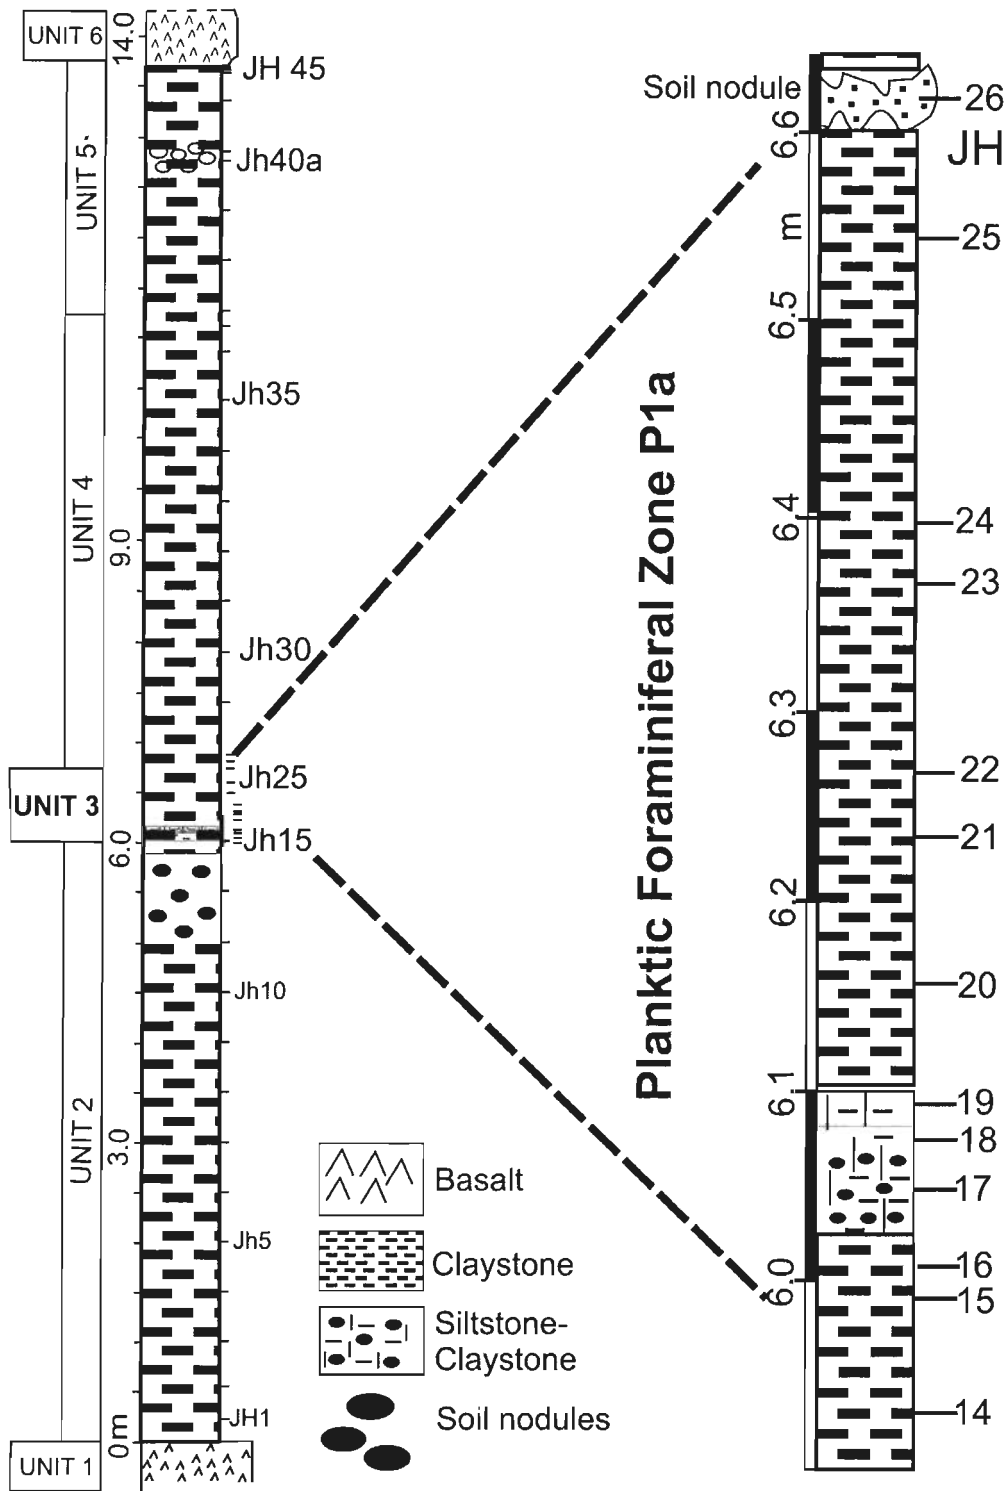 UNIT 6
14.0
JH 45
UNIT 5
Jh40a
Jh35
UNIT 4
9.0
Jh30
Jh25
UNIT 3
Jh15
6.0
Jh10
UNIT 2
3.0
Jh5
JH1
0m
UNIT 1
Basalt
Claystone
Siltstone-
Claystone
Soil nodules
Planktic Foraminiferal Zone P1a
Soil nodule
26
6.6
JH
m
25
6.5
6.4
24
23
6.3
22
21
6.2
20
6.1
19
18
17
16
6.0
15
14